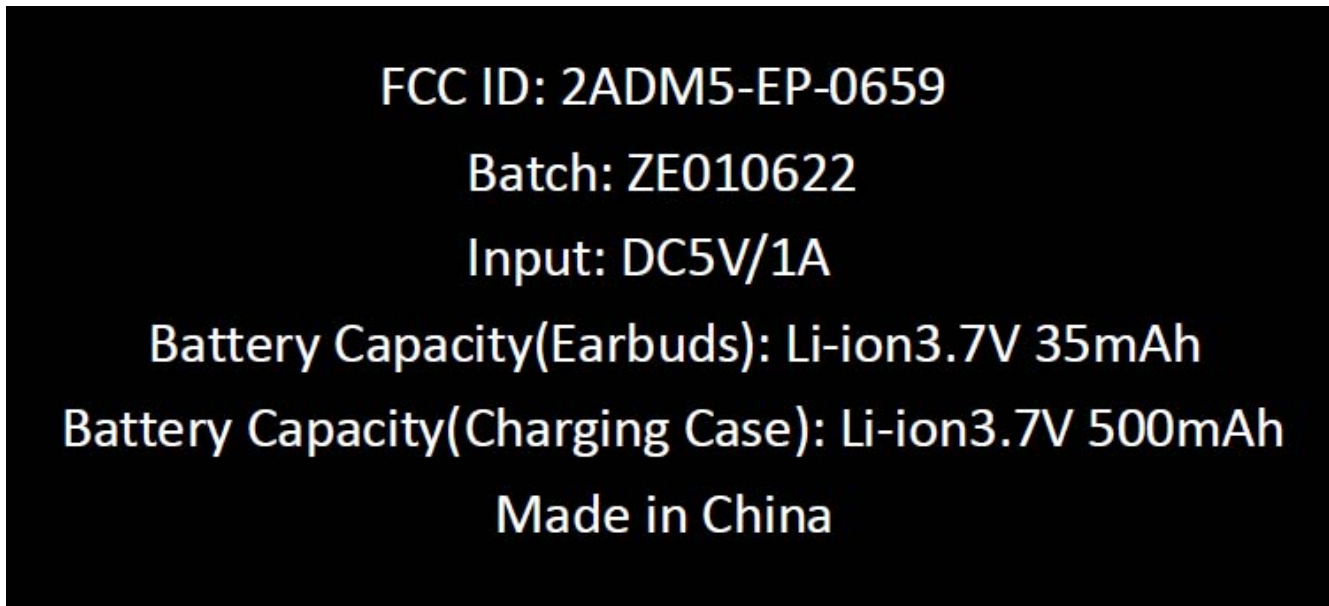 FCC ID: 2ADM5-EP-0659
Batch: ZE010622
Input: DC5V/1A
Battery Capacity(Earbuds): Li-ion3.7V 35mAh
Battery Capacity(Charging Case): Li-ion3.7V 500mAh
Made in China